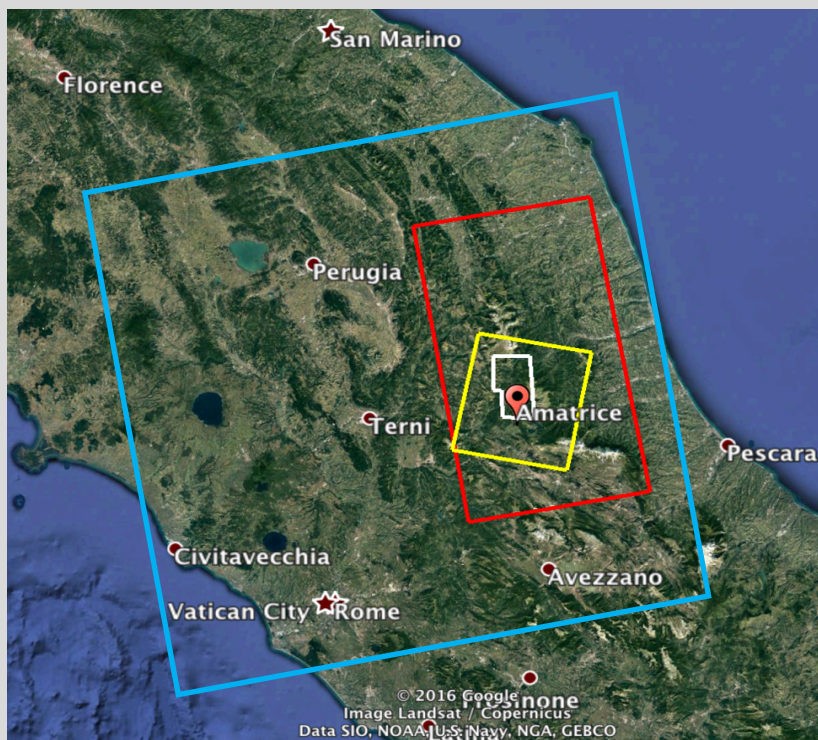 San Marino
Florence
Perugia
Amatrice
Terni
Pescara
Civitavecchia
Avezzano
Vatican City
Rome
Frosinone
© 2016 Google
Image Landsat / Copernicus
Data SIO, NOAA, U.S. Navy, NGA, GEBCO